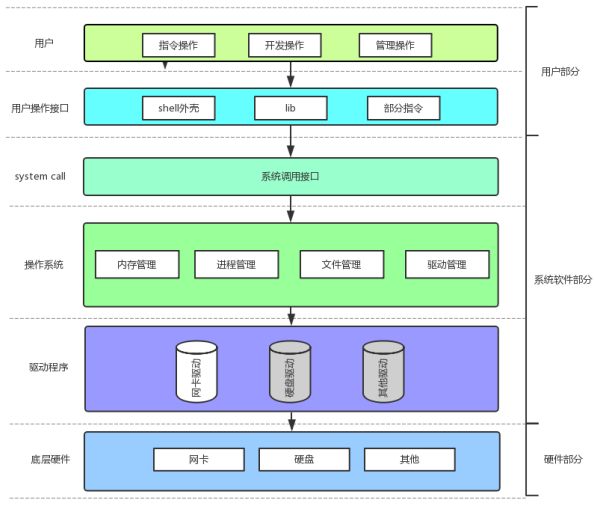 用户
指令操作
开发操作
管理操作
用户部分
用户操作接口
shell外壳
lib
部分指令
system call
系统调用接口
操作系统
内存管理
进程管理
文件管理
驱动管理
系统软件部分
驱动程序
网卡驱动
硬盘驱动
其他驱动
底层硬件
网卡
硬盘
其他
硬件部分